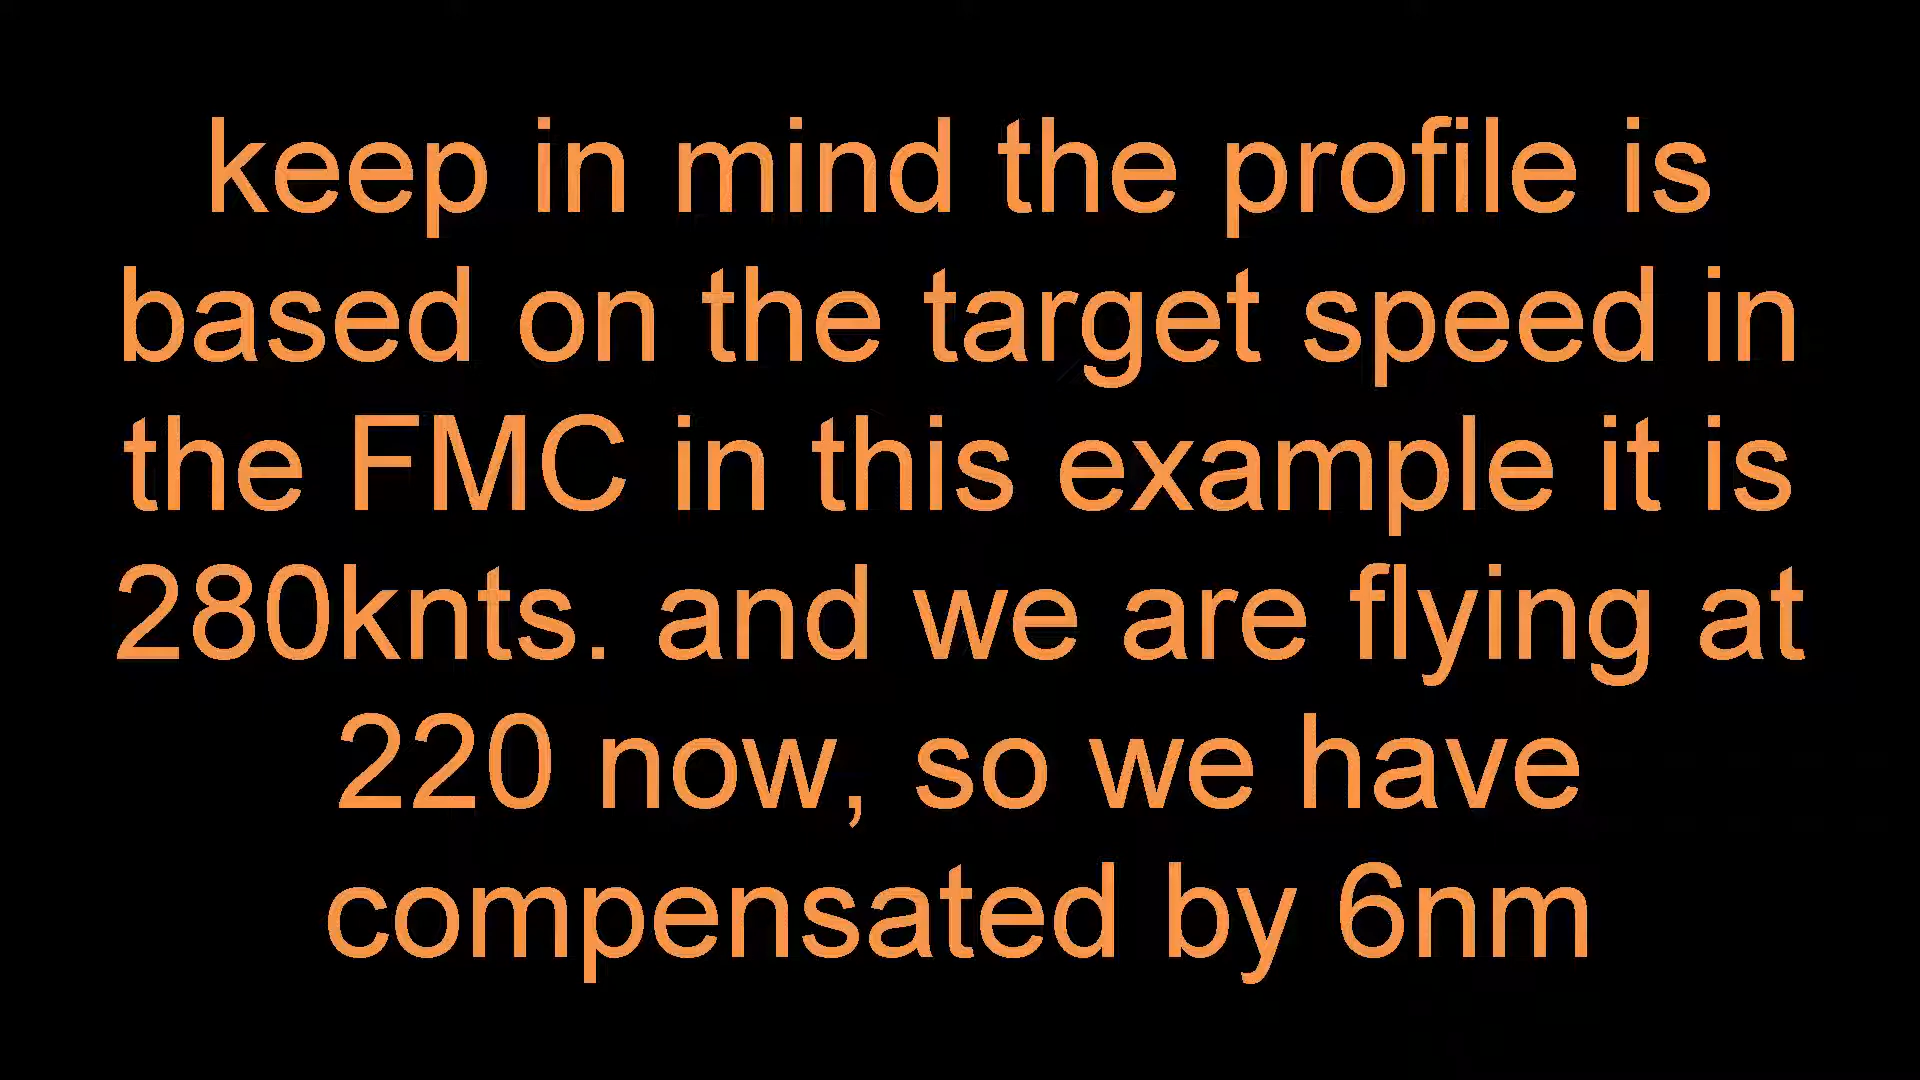 keep in mind the profile is
based on the target speed in
the FMC in this example it is
280knts. and we are flying at
220 now, so we have
compensated by 6nm